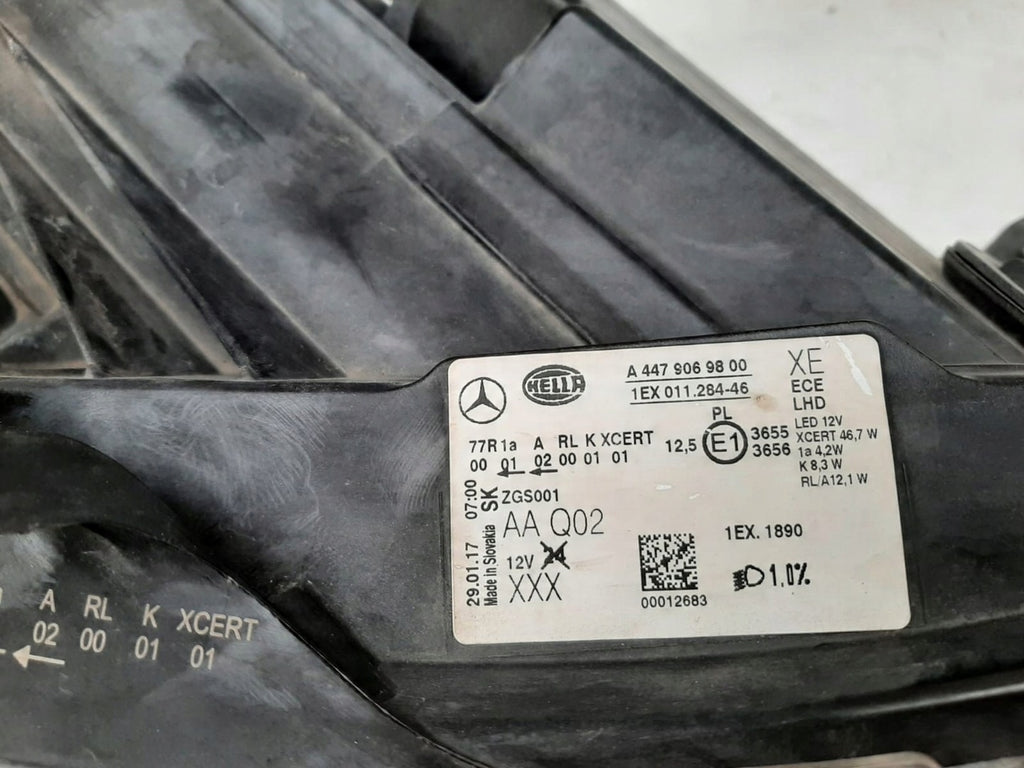 HELLA
A 447 906 98 00
1EX 011.284-46
XE
ECE
LHD
LED 12V
XCERT 46,7 W
1a 4,2W
K 8,3 W
RL/A12,1 W
77R 1a A RL K XCERT
00 01 02 00 01 01
12,5
PL
E1
3655
3656
ZGS001
AA Q02
12V
XXX
29.01.17 07:00
Made in Slovakia SK
1EX. 1890
1,0%
00012683
A RL K XCERT
02 00 01 01